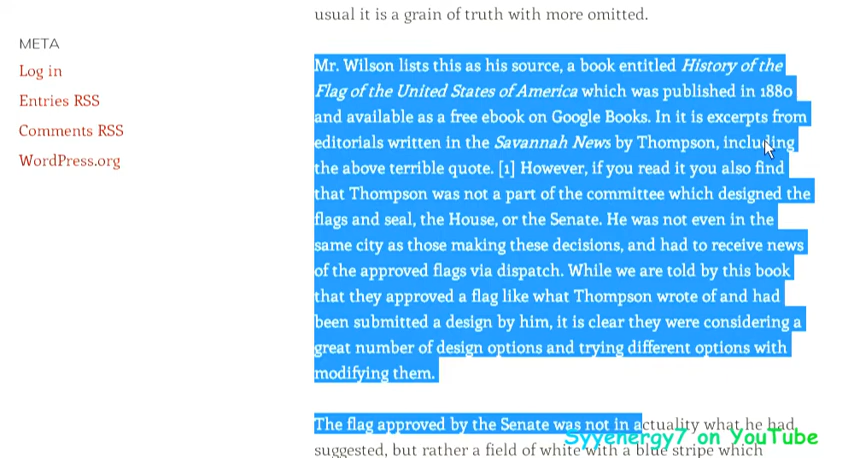 usual it is a grain of truth with more omitted.
META
Log in
Entries RSS
Comments RSS
WordPress.org
Mr. Wilson lists this as his source, a book entitled History of the
Flag of the United States of America which was published in 1880
and available as a free ebook on Google Books. In it is excerpts from
editorials written in the Savannah News by Thompson, including
the above terrible quote. [1] However, if you read it you also find
that Thompson was not a part of the committee which designed the
flags and seal, the House, or the Senate. He was not even in the
same city as those making these decisions, and had to receive news
of the approved flags via dispatch. While we are told by this book
that they approved a flag like what Thompson wrote of and had
been submitted a design by him, it is clear they were considering a
great number of design options and trying different options with
modifying them.
The flag approved by the Senate was not in actuality what he had
suggested, but rather a field of white with a blue stripe which
Syyenergy7 on YouTube